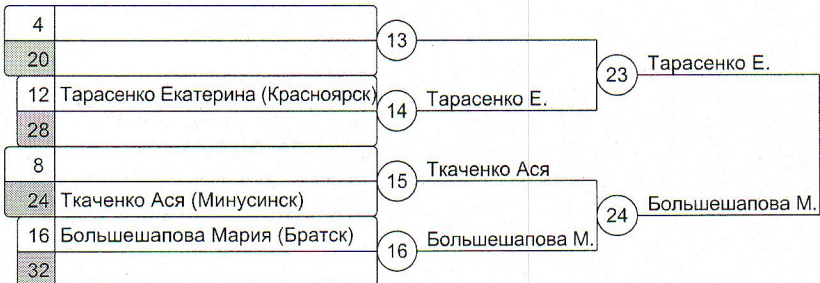 4
13
20
23 Тарасенко Е.
12 Тарасенко Екатерина (Красноярск)
14 Тарасенко Е.
28
8
15 Ткаченко Ася
24 Ткаченко Ася (Минусинск)
24 Большешапова М.
16 Большешапова Мария (Братск)
16 Большешапова М.
32